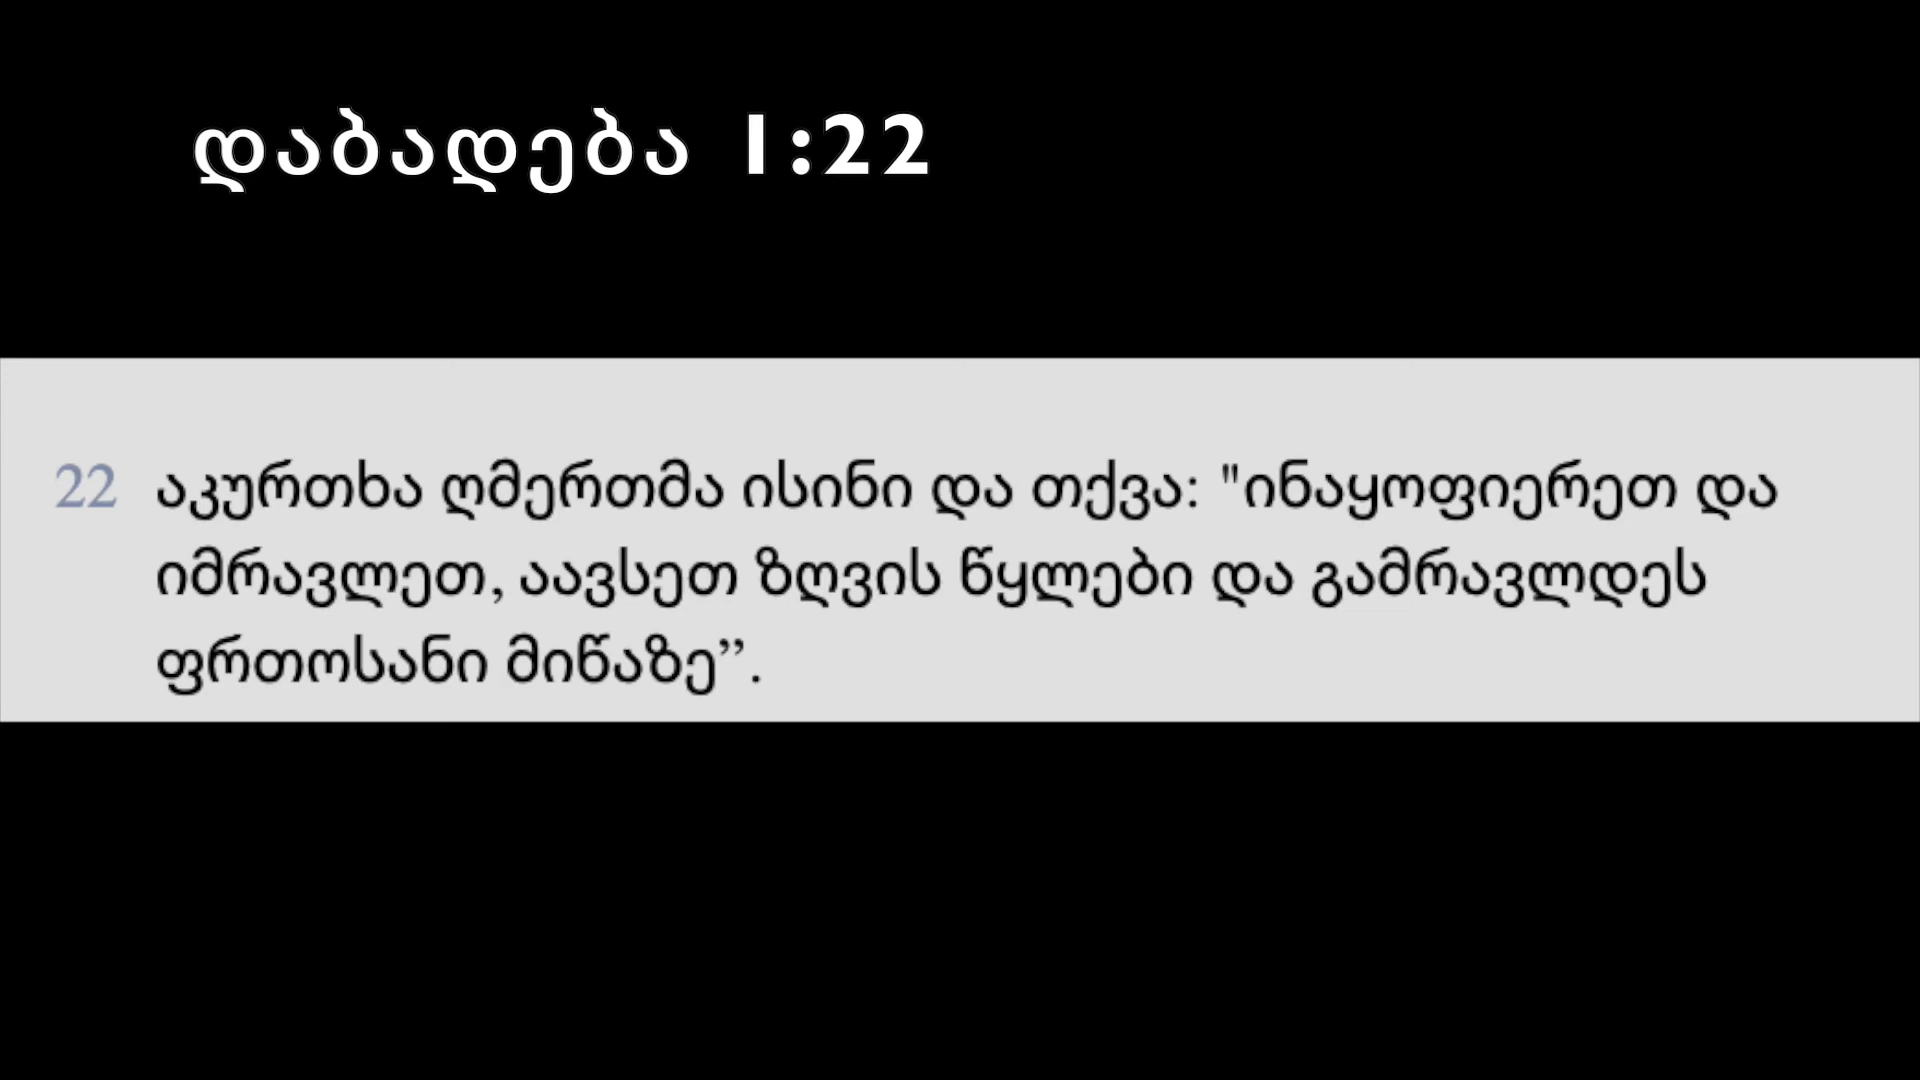 დაბადება 1:22
22 აკურთხა ღმერთმა ისინი და თქვა: "ინაყოფიერეთ და
იმრავლეთ, აავსეთ ზღვის წყლები და გამრავლდეს
ფრთოსანი მიწაზე”.